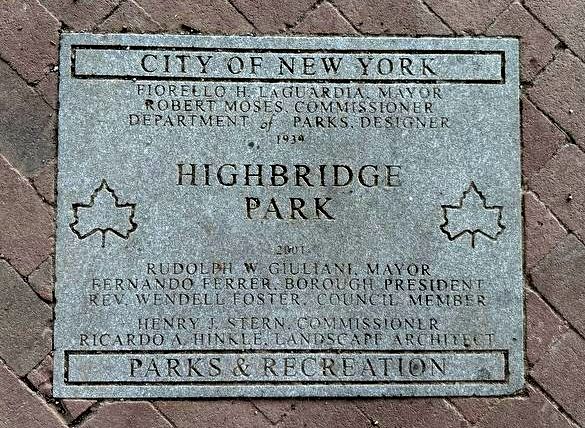 CITY OF NEW YORK
FIORELLO H. LAGUARDIA, MAYOR
ROBERT MOSES, COMMISSIONER
DEPARTMENT of PARKS, DESIGNER
1934
HIGHBRIDGE
PARK
2001
RUDOLPH W. GIULIANI, MAYOR
FERNANDO FERRER, BOROUGH PRESIDENT
REV. WENDELL FOSTER, COUNCIL MEMBER
HENRY J. STERN, COMMISSIONER
RICARDO A. HINKLE, LANDSCAPE ARCHITECT
PARKS & RECREATION